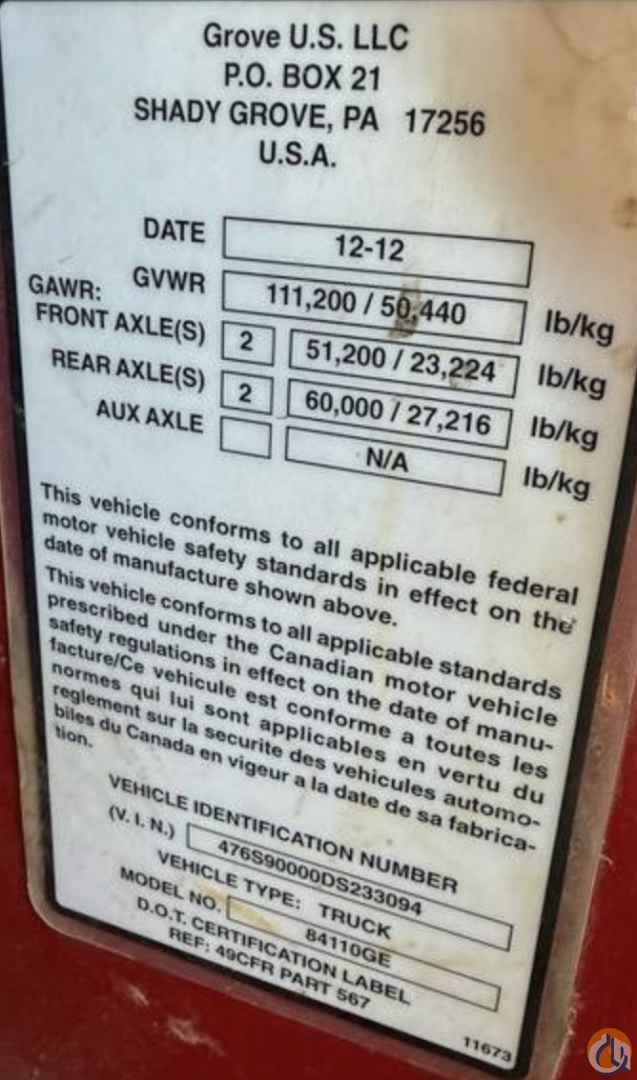 Grove U.S. LLC
P.O. BOX 21
SHADY GROVE, PA 17256
U.S.A.
DATE 12-12
GVWR 111,200 / 50,440 lb/kg
GAWR:
FRONT AXLE(S) 2 51,200 / 23,224 lb/kg
REAR AXLE(S) 2 60,000 / 27,216 lb/kg
AUX AXLE N/A lb/kg
This vehicle conforms to all applicable federal
motor vehicle safety standards in effect on the
date of manufacture shown above.
This vehicle conforms to all applicable standards
prescribed under the Canadian motor vehicle
safety regulations in effect on the date of manu-
facture/Ce vehicule est conforme a toutes les
normes qui lui sont applicables en vertu du
reglement sur la securite des vehicules automo-
biles du Canada en vigeur a la date de sa fabrica-
tion.
VEHICLE IDENTIFICATION NUMBER
(V. I. N.) 476S90000DS233094
VEHICLE TYPE: TRUCK
MODEL NO. 84110GE
D.O.T. CERTIFICATION LABEL
REF: 49CFR PART 567
11673